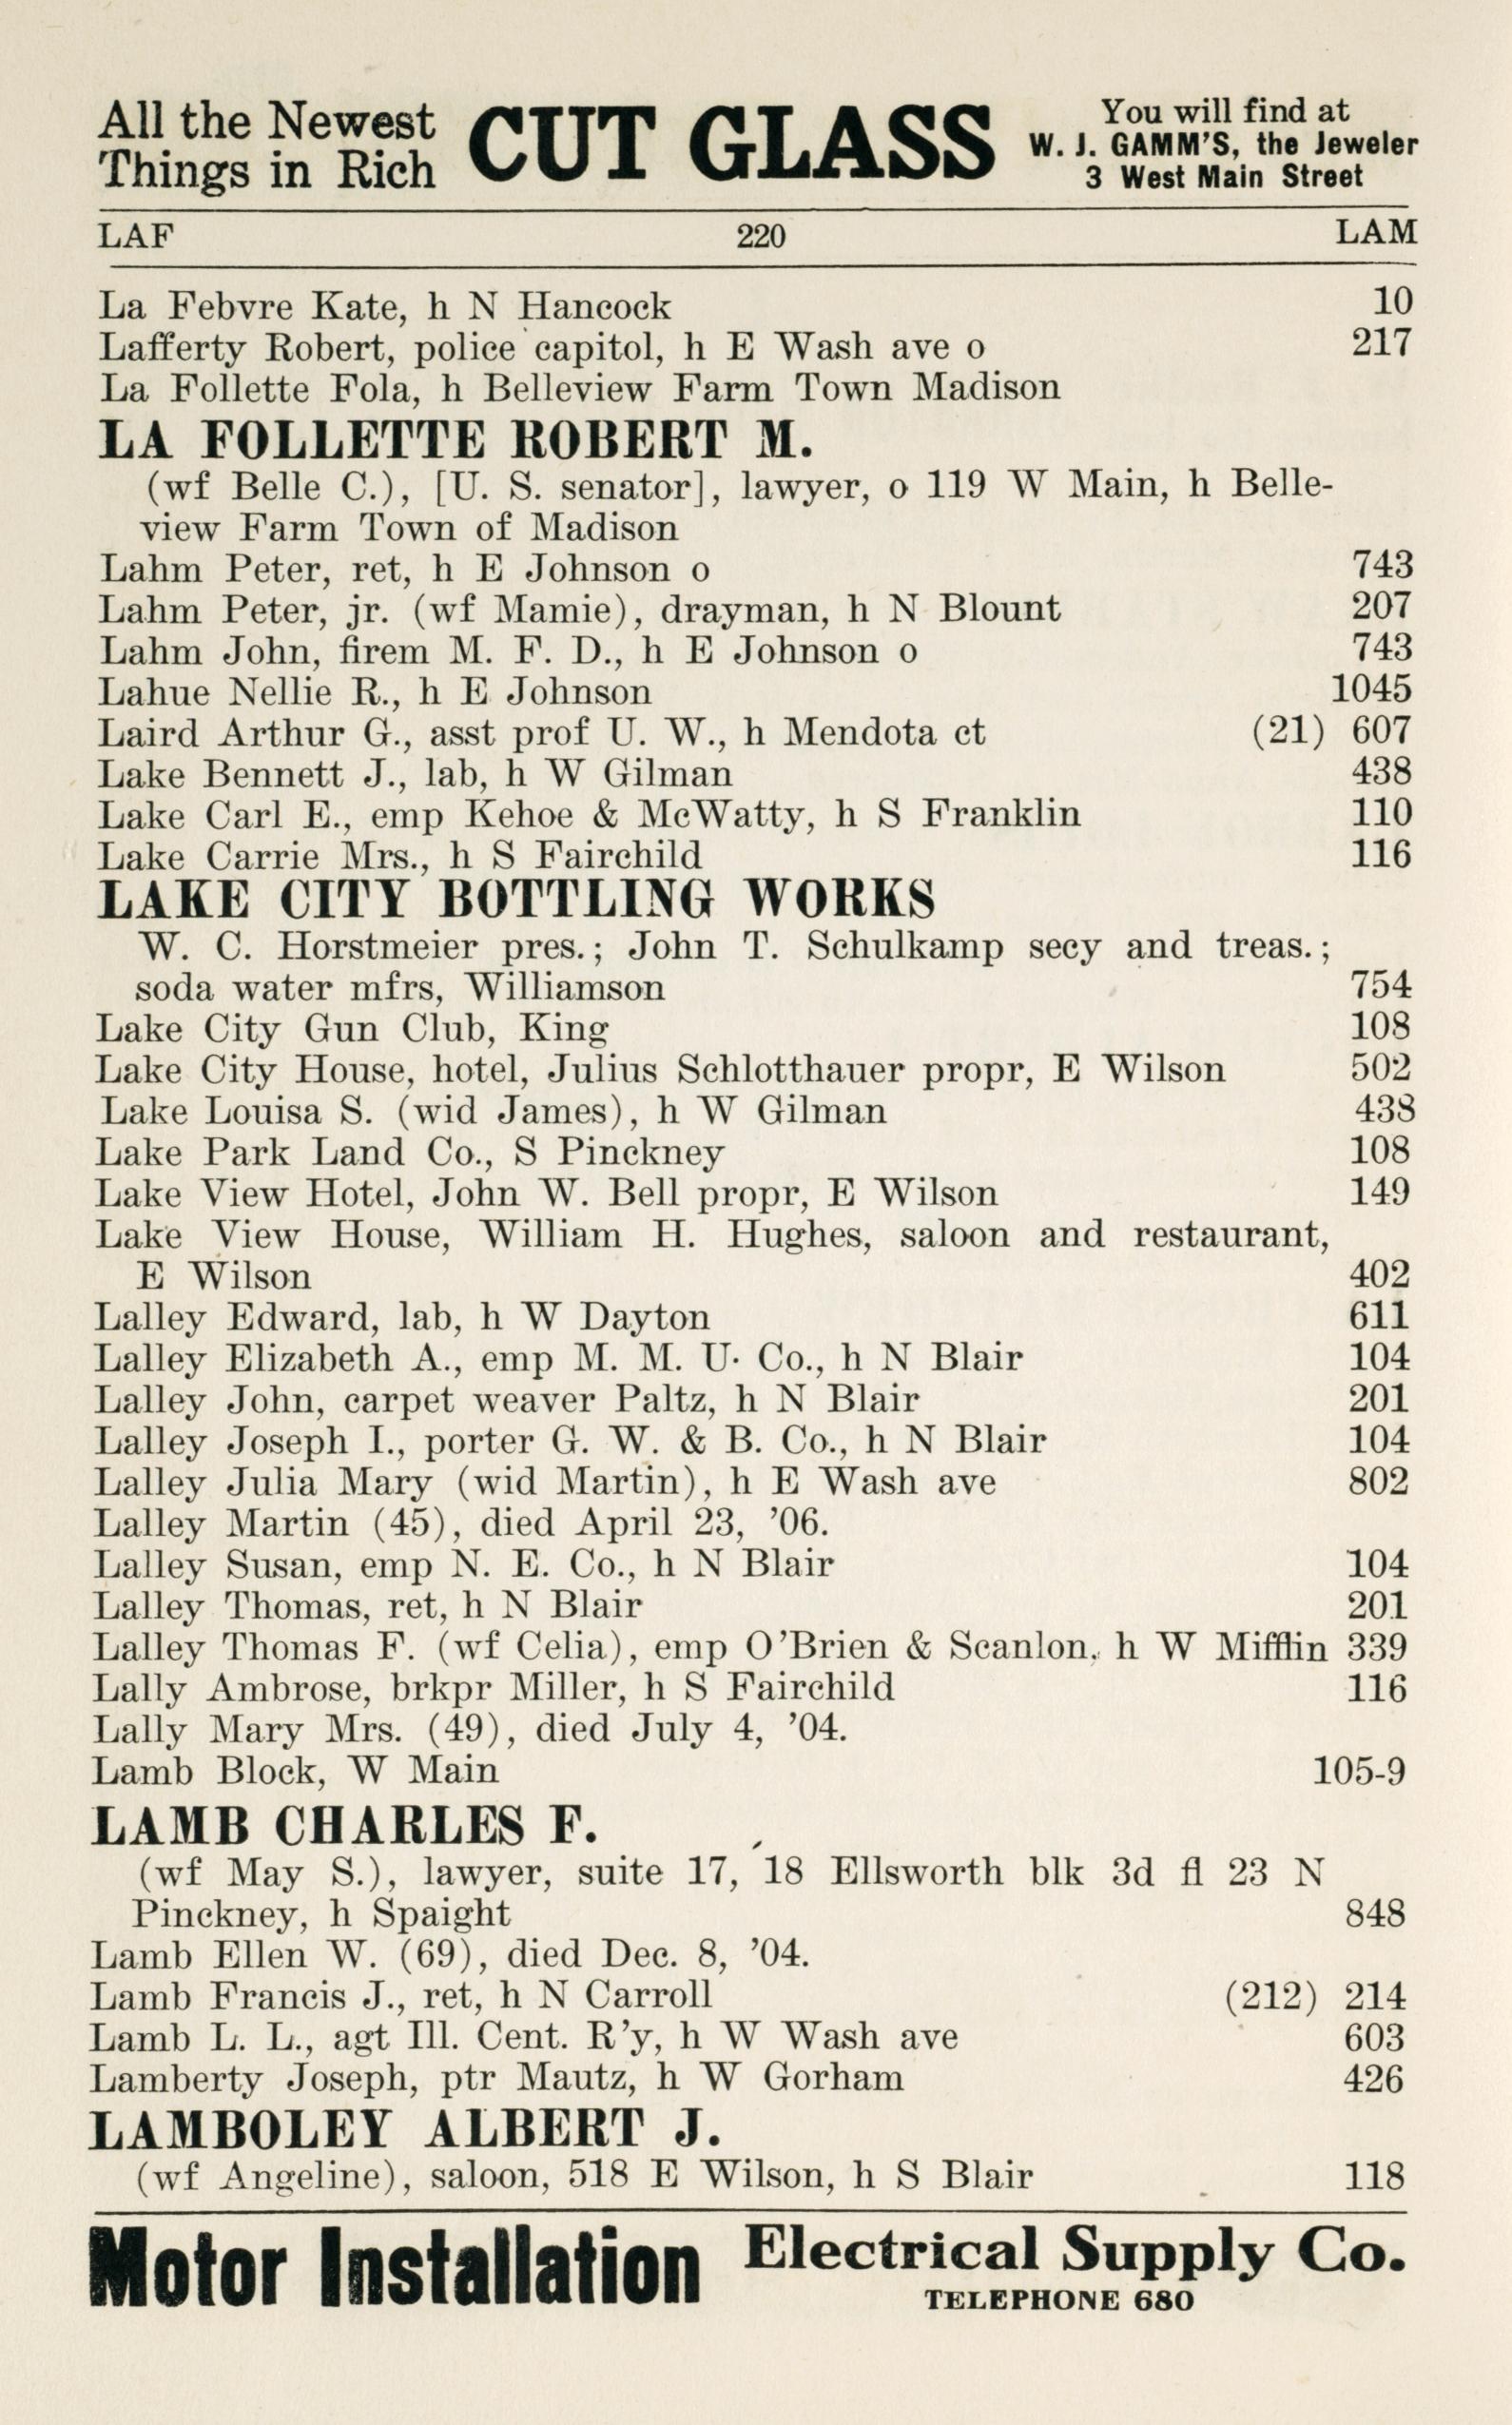 All the Newest
Things in Rich
CUT GLASS
You will find at
W. J. GAMM'S, the Jeweler
3 West Main Street
LAF 220 LAM
La Febvre Kate, h N Hancock 10
Lafferty Robert, police capitol, h E Wash ave o 217
La Follette Fola, h Belleview Farm Town Madison
LA FOLLETTE ROBERT M.
(wf Belle C.), [U. S. senator], lawyer, o 119 W Main, h Belle-
view Farm Town of Madison
Lahm Peter, ret, h E Johnson o 743
Lahm Peter, jr. (wf Mamie), drayman, h N Blount 207
Lahm John, firem M. F. D., h E Johnson o 743
Lahue Nellie R., h E Johnson 1045
Laird Arthur G., asst prof U. W., h Mendota ct (21) 607
Lake Bennett J., lab, h W Gilman 438
Lake Carl E., emp Kehoe & McWatty, h S Franklin 110
Lake Carrie Mrs., h S Fairchild 116
LAKE CITY BOTTLING WORKS
W. C. Horstmeier pres.; John T. Schulkamp secy and treas.;
soda water mfrs, Williamson 754
Lake City Gun Club, King 108
Lake City House, hotel, Julius Schlotthauer propr, E Wilson 502
Lake Louisa S. (wid James), h W Gilman 438
Lake Park Land Co., S Pinckney 108
Lake View Hotel, John W. Bell propr, E Wilson 149
Lake View House, William H. Hughes, saloon and restaurant,
E Wilson 402
Lalley Edward, lab, h W Dayton 611
Lalley Elizabeth A., emp M. M. U. Co., h N Blair 104
Lalley John, carpet weaver Paltz, h N Blair 201
Lalley Joseph I., porter G. W. & B. Co., h N Blair 104
Lalley Julia Mary (wid Martin), h E Wash ave 802
Lalley Martin (45), died April 23, '06.
Lalley Susan, emp N. E. Co., h N Blair 104
Lalley Thomas, ret, h N Blair 201
Lalley Thomas F. (wf Celia), emp O'Brien & Scanlon, h W Mifflin 339
Lally Ambrose, brkpr Miller, h S Fairchild 116
Lally Mary Mrs. (49), died July 4, '04.
Lamb Block, W Main 105-9
LAMB CHARLES F.
(wf May S.), lawyer, suite 17, 18 Ellsworth blk 3d fl 23 N
Pinckney, h Spaight 848
Lamb Ellen W. (69), died Dec. 8, '04.
Lamb Francis J., ret, h N Carroll (212) 214
Lamb L. L., agt Ill. Cent. R'y, h W Wash ave 603
Lamberty Joseph, ptr Mautz, h W Gorham 426
LAMBOLEY ALBERT J.
(wf Angeline), saloon, 518 E Wilson, h S Blair 118
Motor Installation
Electrical Supply Co.
TELEPHONE 680